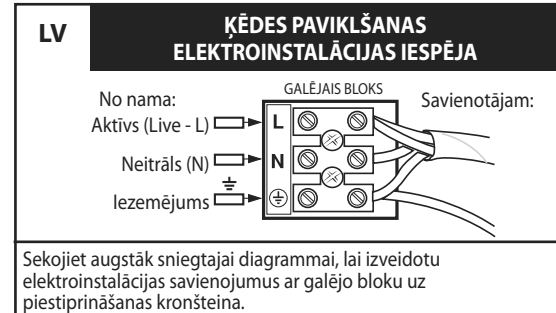 LV
ĶĒDES PAVIKLŠANAS
ELEKTROINSTALĀCIJAS IESPĒJA
GALĒJAIS BLOKS
No nama:
Savienotājam:
Aktīvs (Live - L)
L
Neitrāls (N)
N
Iezemējums
Sekojiet augstāk sniegtajai diagrammai, lai izveidotu
elektroinstalācijas savienojumus ar galējo bloku uz
piestiprināšanas kronšteina.